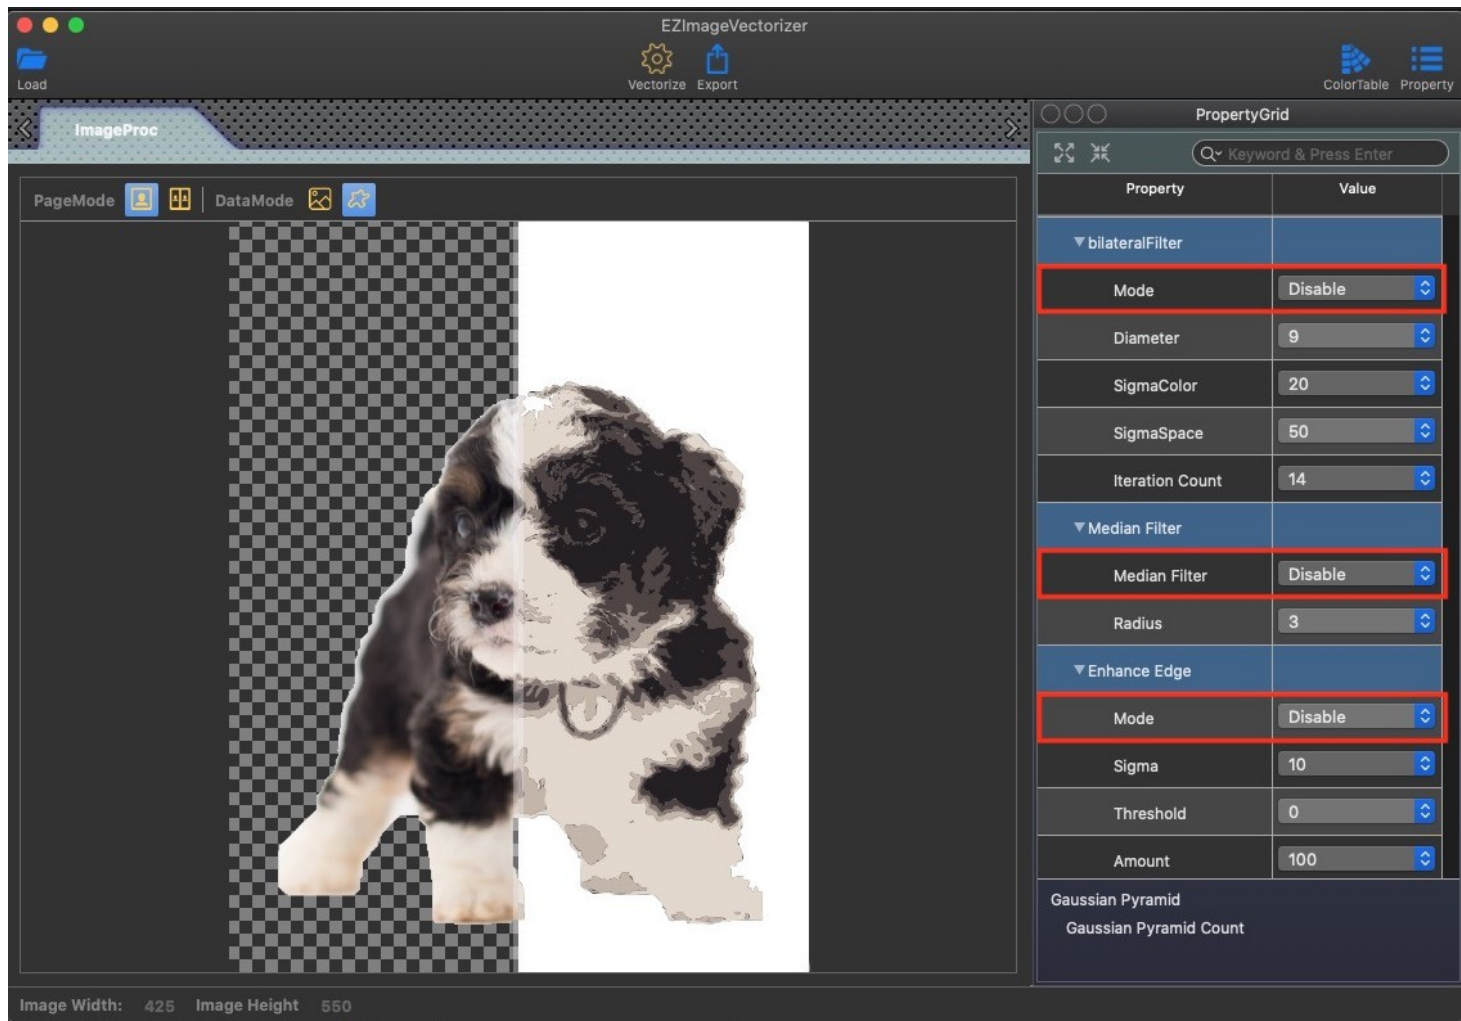 EZImageVectorizer
Load
Vectorize Export
ColorTable Property
ImageProc
PageMode DataMode
PropertyGrid
Keyword & Press Enter
Property Value
bilateralFilter
Mode Disable
Diameter 9
SigmaColor 20
SigmaSpace 50
Iteration Count 14
Median Filter
Median Filter Disable
Radius 3
Enhance Edge
Mode Disable
Sigma 10
Threshold 0
Amount 100
Gaussian Pyramid
Gaussian Pyramid Count
Image Width: 425 Image Height 550